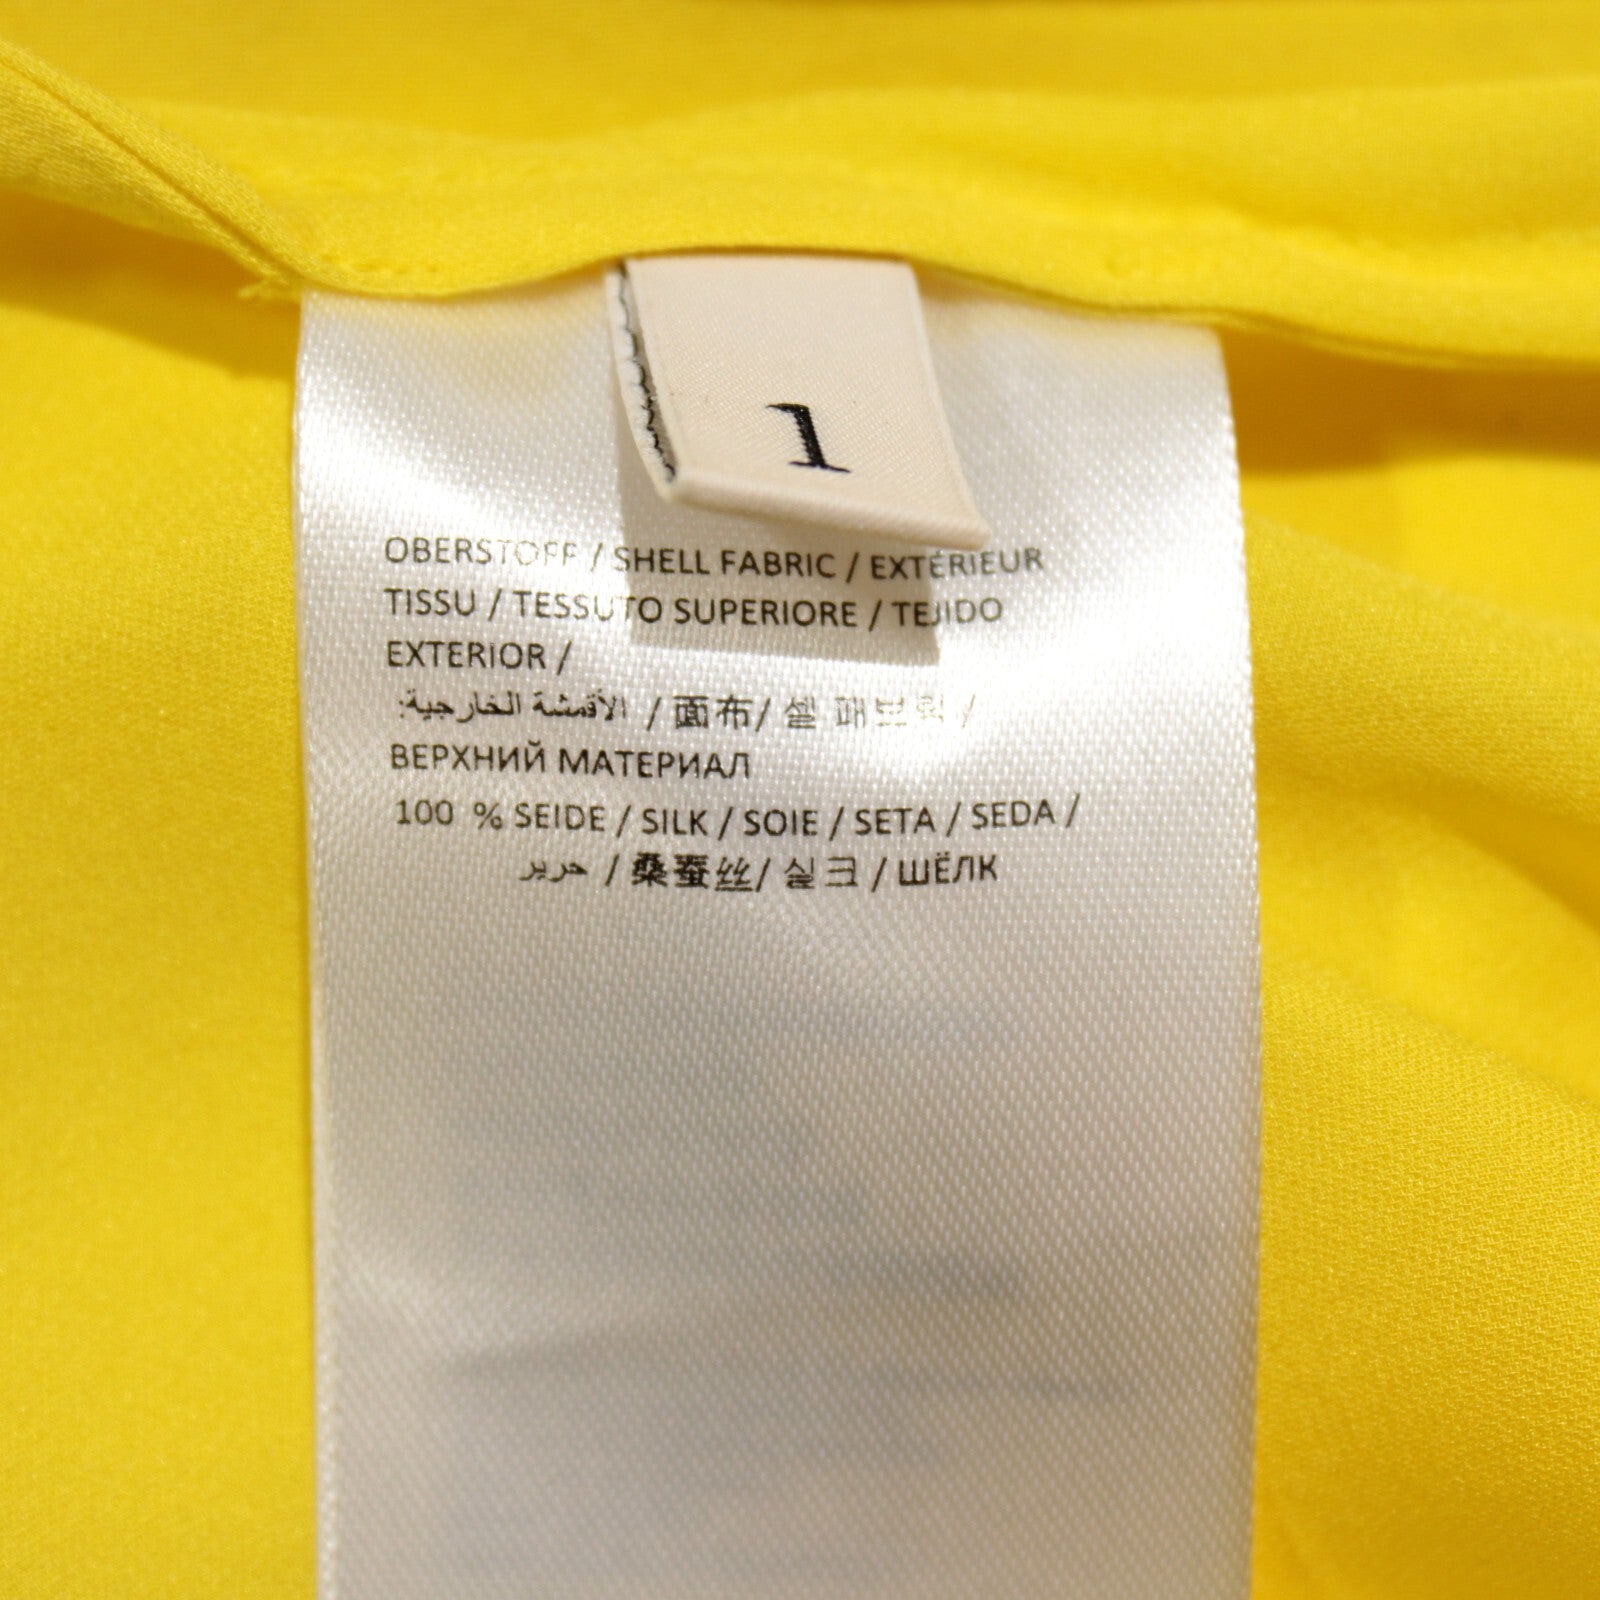 1
OBERSTOFF / SHELL FABRIC / EXTÉRIEUR
TISSU / TESSUTO SUPERIORE / TEJIDO
EXTERIOR /
الأقمشة الخارجية: / 面布/ 셸 패브릭 /
ВЕРХНИЙ МАТЕРИАЛ
100 % SEIDE / SILK / SOIE / SETA / SEDA /
حرير / 桑蚕丝/ 실크 / ШЁЛК